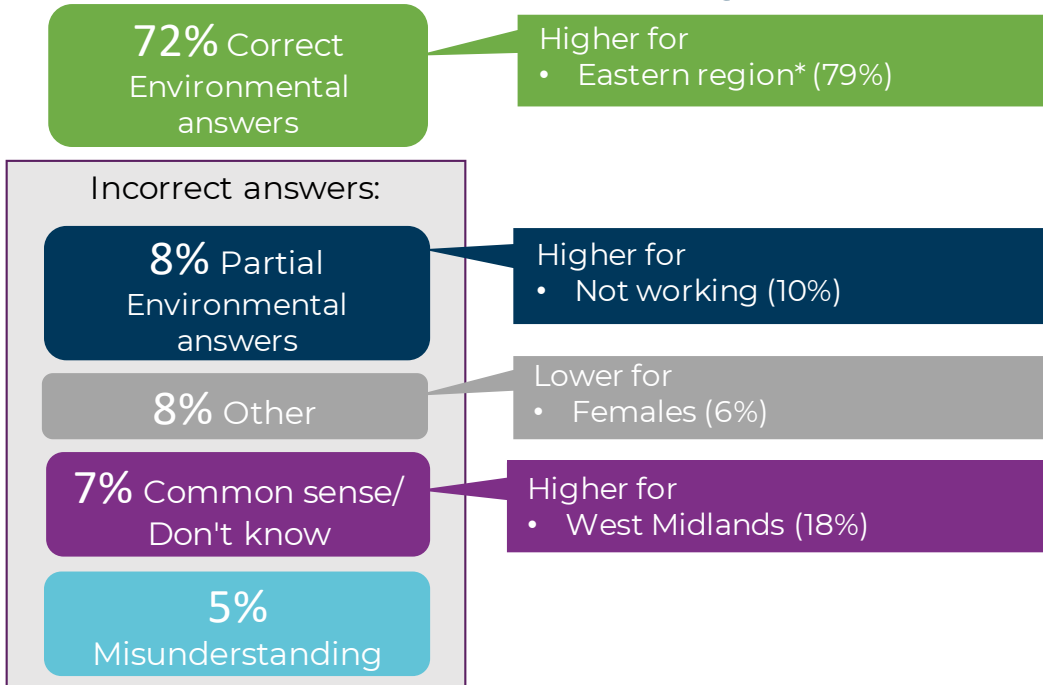 72% Correct
Environmental
answers
Higher for
• Eastern region* (79%)
Incorrect answers:
8% Partial
Environmental
answers
Higher for
• Not working (10%)
8% Other
Lower for
• Females (6%)
7% Common sense/
Don't know
Higher for
• West Midlands (18%)
5%
Misunderstanding